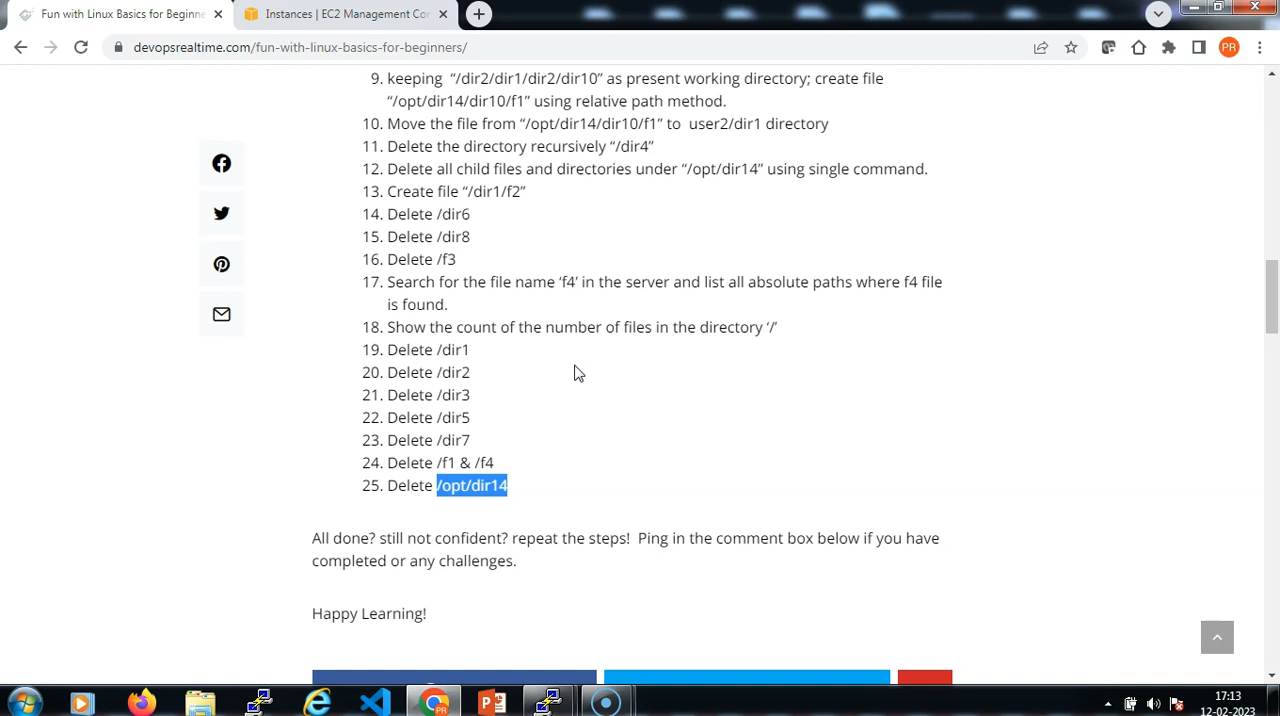 Fun with Linux Basics for Beginne
Instances | EC2 Management Con
devopsrealtime.com/fun-with-linux-basics-for-beginners/
PR
9. keeping "/dir2/dir1/dir2/dir10" as present working directory; create file
"/opt/dir14/dir10/f1" using relative path method.
10. Move the file from "/opt/dir14/dir10/f1" to user2/dir1 directory
11. Delete the directory recursively "/dir4"
12. Delete all child files and directories under "/opt/dir14" using single command.
13. Create file "/dir1/f2"
14. Delete /dir6
15. Delete /dir8
16. Delete /f3
17. Search for the file name 'f4' in the server and list all absolute paths where f4 file
is found.
18. Show the count of the number of files in the directory '/'
19. Delete /dir1
20. Delete /dir2
21. Delete /dir3
22. Delete /dir5
23. Delete /dir7
24. Delete /f1 & /f4
25. Delete /opt/dir14
All done? still not confident? repeat the steps! Ping in the comment box below if you have
completed or any challenges.
Happy Learning!
17:13
12-02-2023